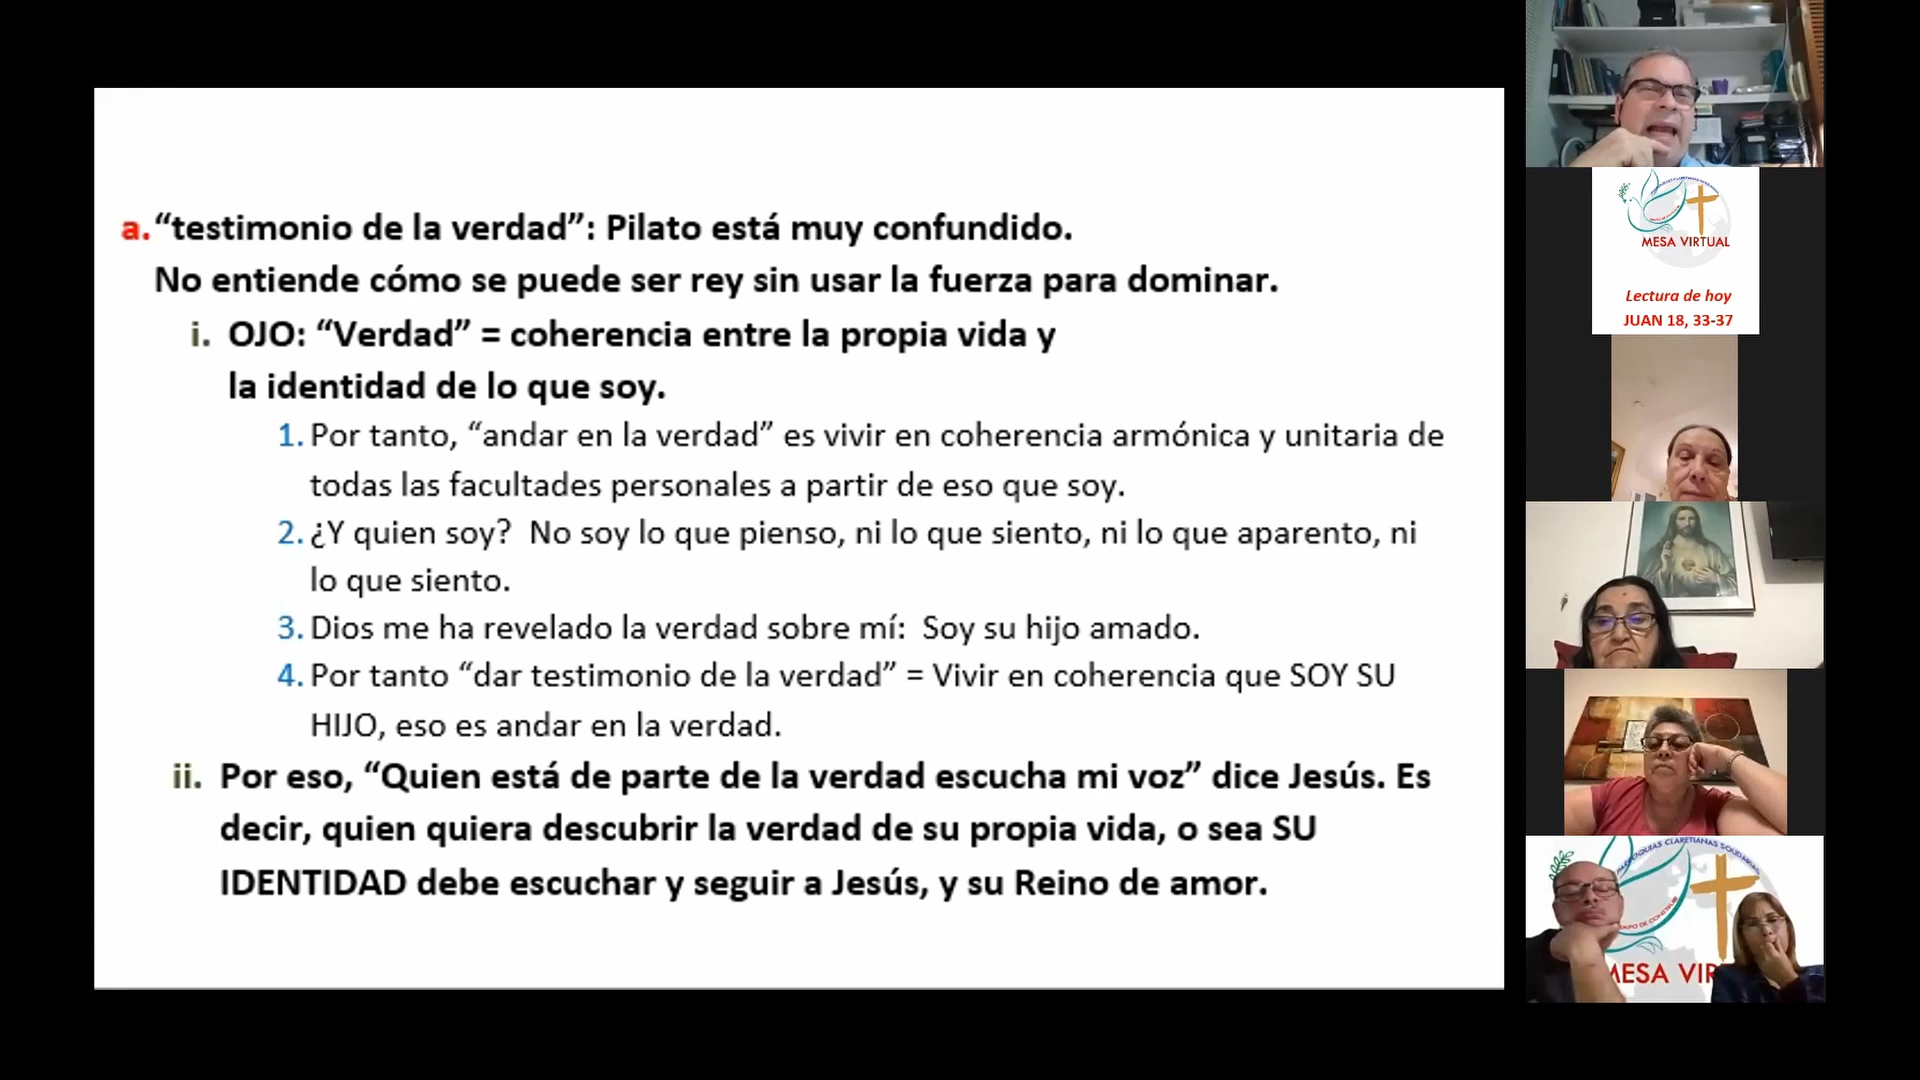 a. “testimonio de la verdad”: Pilato está muy confundido.
No entiende cómo se puede ser rey sin usar la fuerza para dominar.
i. OJO: “Verdad” = coherencia entre la propia vida y
la identidad de lo que soy.
1. Por tanto, “andar en la verdad” es vivir en coherencia armónica y unitaria de
todas las facultades personales a partir de eso que soy.
2. ¿Y quien soy? No soy lo que pienso, ni lo que siento, ni lo que aparento, ni
lo que siento.
3. Dios me ha revelado la verdad sobre mí: Soy su hijo amado.
4. Por tanto “dar testimonio de la verdad” = Vivir en coherencia que SOY SU
HIJO, eso es andar en la verdad.
ii. Por eso, “Quien está de parte de la verdad escucha mi voz” dice Jesús. Es
decir, quien quiera descubrir la verdad de su propia vida, o sea SU
IDENTIDAD debe escuchar y seguir a Jesús, y su Reino de amor.
MESA VIRTUAL
Lectura de hoy
JUAN 18, 33-37
CLARETIANAS
MESA VIR